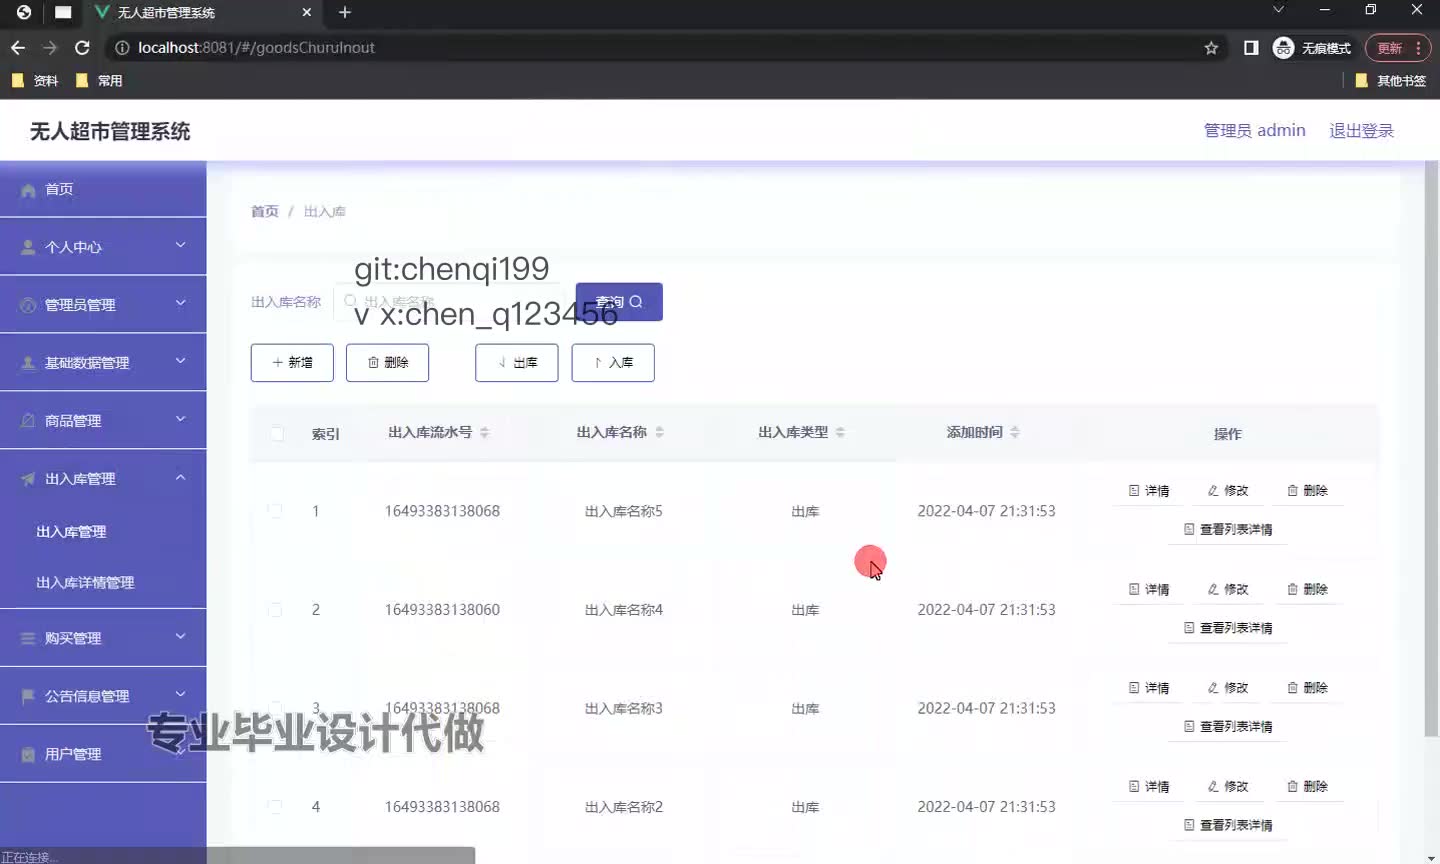 无人超市管理系统
localhost:8081/#/goodsChuruInout
无痕模式
更新
资料
常用
其他书签
无人超市管理系统
管理员 admin
退出登录
首页
个人中心
管理员管理
基础数据管理
商品管理
出入库管理
出入库管理
出入库详情管理
购买管理
公告信息管理
用户管理
首页 / 出入库
git:chenqi199
出入库名称
出入库名称
查询
v x:chen_q123456
新增
删除
出库
入库
索引 出入库流水号 出入库名称 出入库类型 添加时间 操作
1 16493383138068 出入库名称5 出库 2022-04-07 21:31:53 详情 修改 删除
查看列表详情
2 16493383138060 出入库名称4 出库 2022-04-07 21:31:53 详情 修改 删除
查看列表详情
3 16493383138068 出入库名称3 出库 2022-04-07 21:31:53 详情 修改 删除
查看列表详情
专业毕业设计代做
4 16493383138068 出入库名称2 出库 2022-04-07 21:31:53 详情 修改 删除
查看列表详情
正在连接...